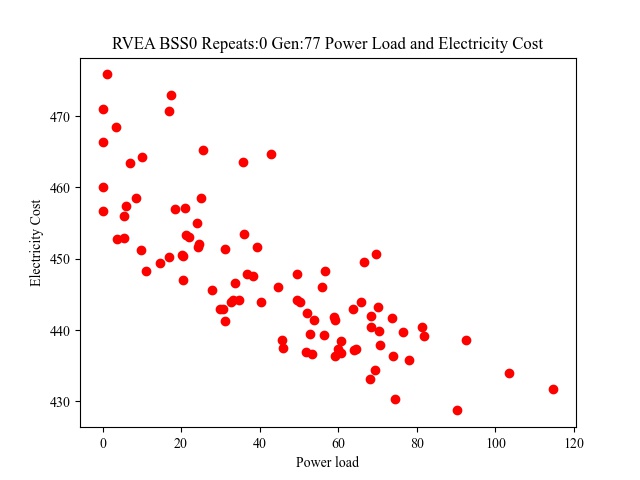 RVEA BSS0 Repeats:0 Gen:77 Power Load and Electricity Cost
470
460
450
440
430
Electricity Cost
0 20 40 60 80 100 120
Power load